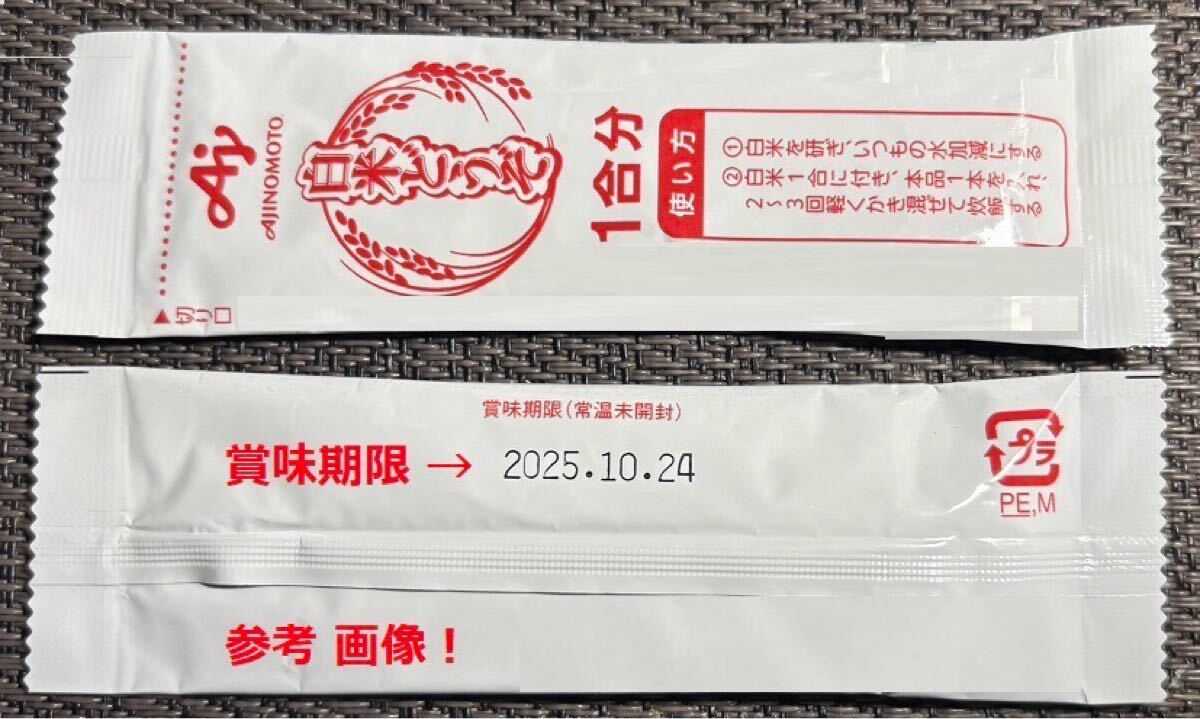 Aji
AJINOMOTO®
白米どうぞ
1合分
使い方
①白米を研ぎ、いつもの水加減にする
②白米1合に付き、本品1本を入れ、
2~3回軽くかき混ぜて炊飯する
▲切り口
賞味期限(常温未開封)
賞味期限 → 2025.10.24
プラ
PE,M
参考 画像!